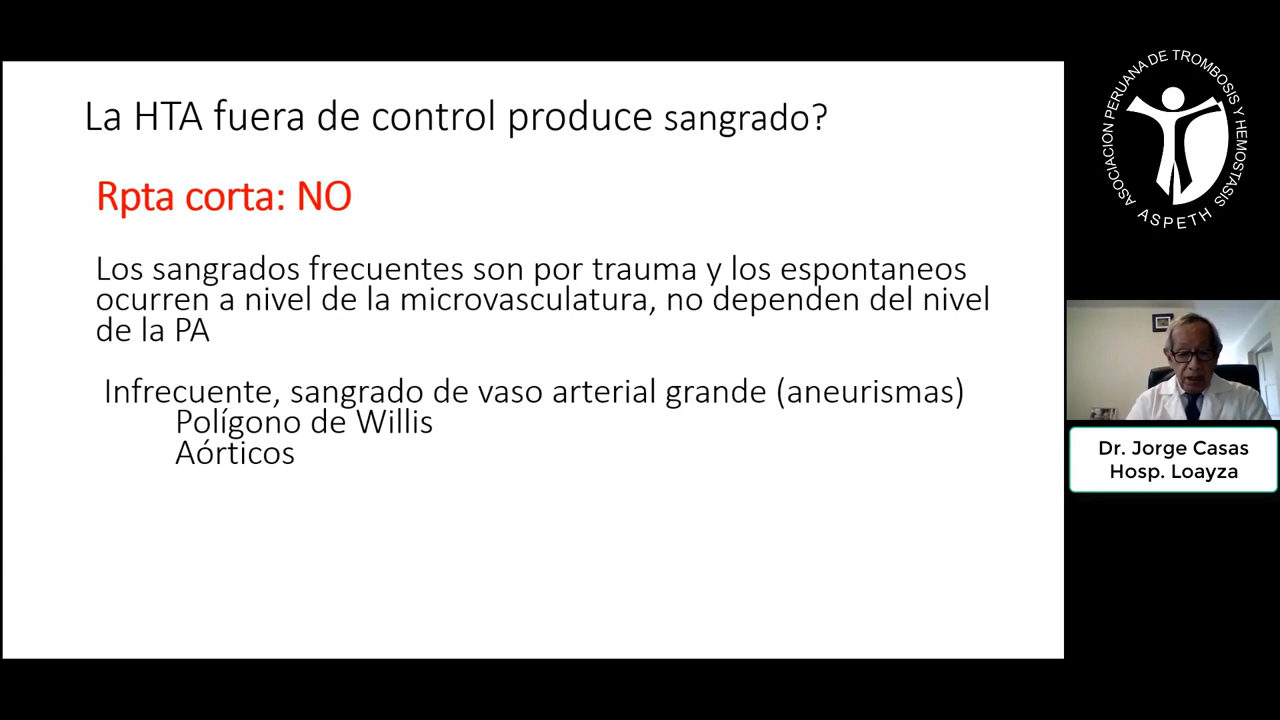 La HTA fuera de control produce sangrado?
Rpta corta: NO
Los sangrados frecuentes son por trauma y los espontaneos
ocurren a nivel de la microvasculatura, no dependen del nivel
de la PA
Infrecuente, sangrado de vaso arterial grande (aneurismas)
Polígono de Willis
Aórticos
ASOCIACION PERUANA DE TROMBOSIS Y HEMOSTASIS
ASPETH
Dr. Jorge Casas
Hosp. Loayza